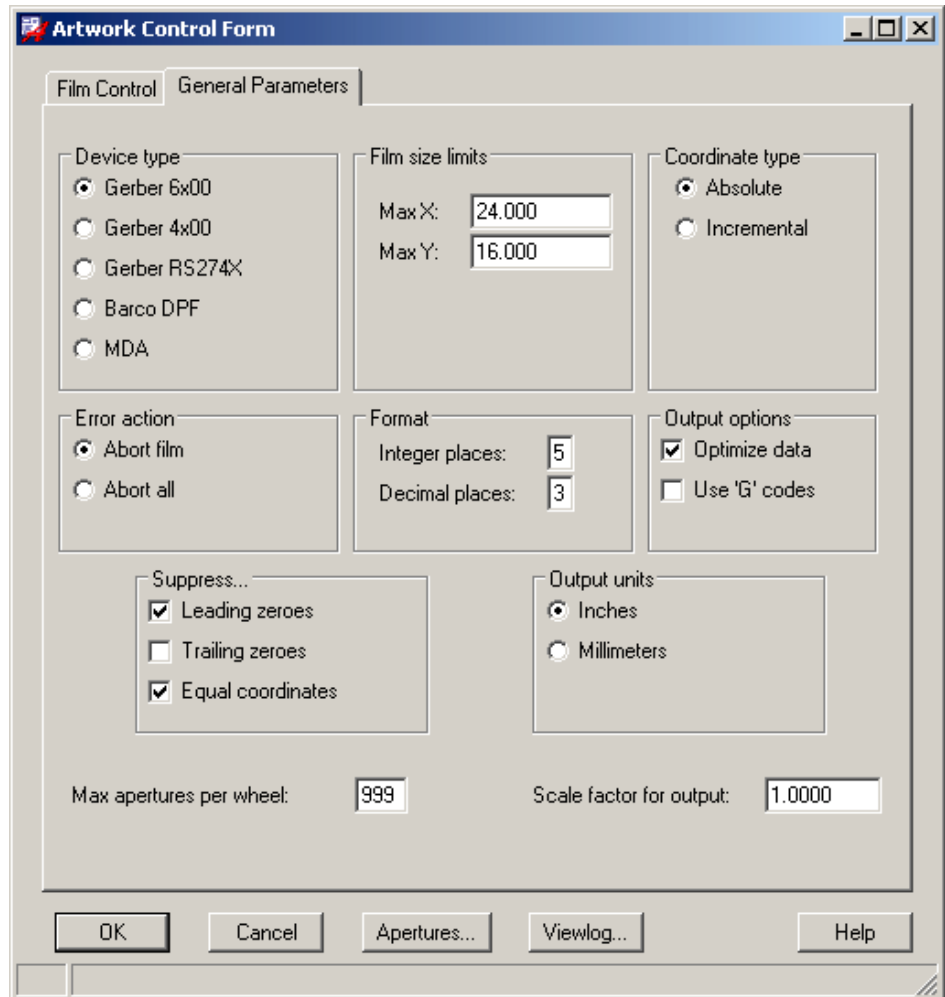 Artwork Control Form
Film Control
General Parameters
Device type
Gerber 6x00
Gerber 4x00
Gerber RS274X
Barco DPF
MDA
Film size limits
Max X: 24.000
Max Y: 16.000
Coordinate type
Absolute
Incremental
Error action
Abort film
Abort all
Format
Integer places: 5
Decimal places: 3
Output options
Optimize data
Use 'G' codes
Suppress...
Leading zeroes
Trailing zeroes
Equal coordinates
Output units
Inches
Millimeters
Max apertures per wheel: 999
Scale factor for output: 1.0000
OK
Cancel
Apertures...
Viewlog...
Help